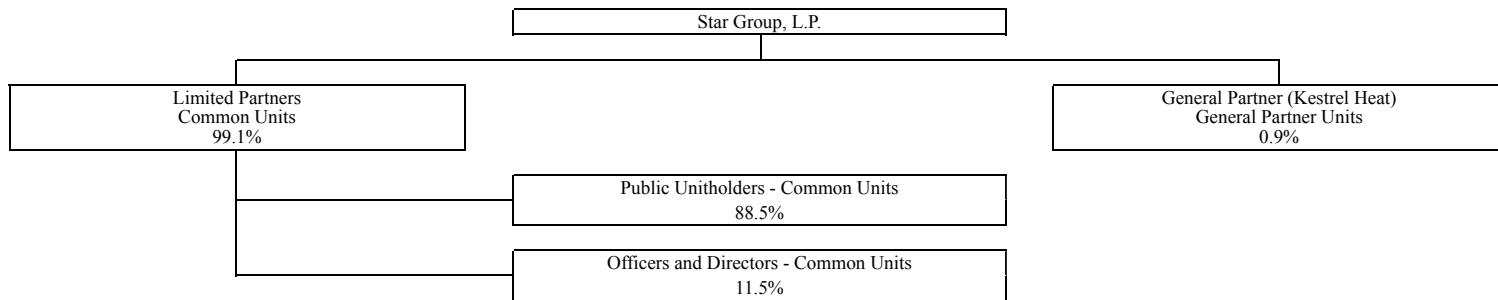 Star Group, L.P.
Limited Partners
Common Units
99.1%
General Partner (Kestrel Heat)
General Partner Units
0.9%
Public Unitholders - Common Units
88.5%
Officers and Directors - Common Units
11.5%